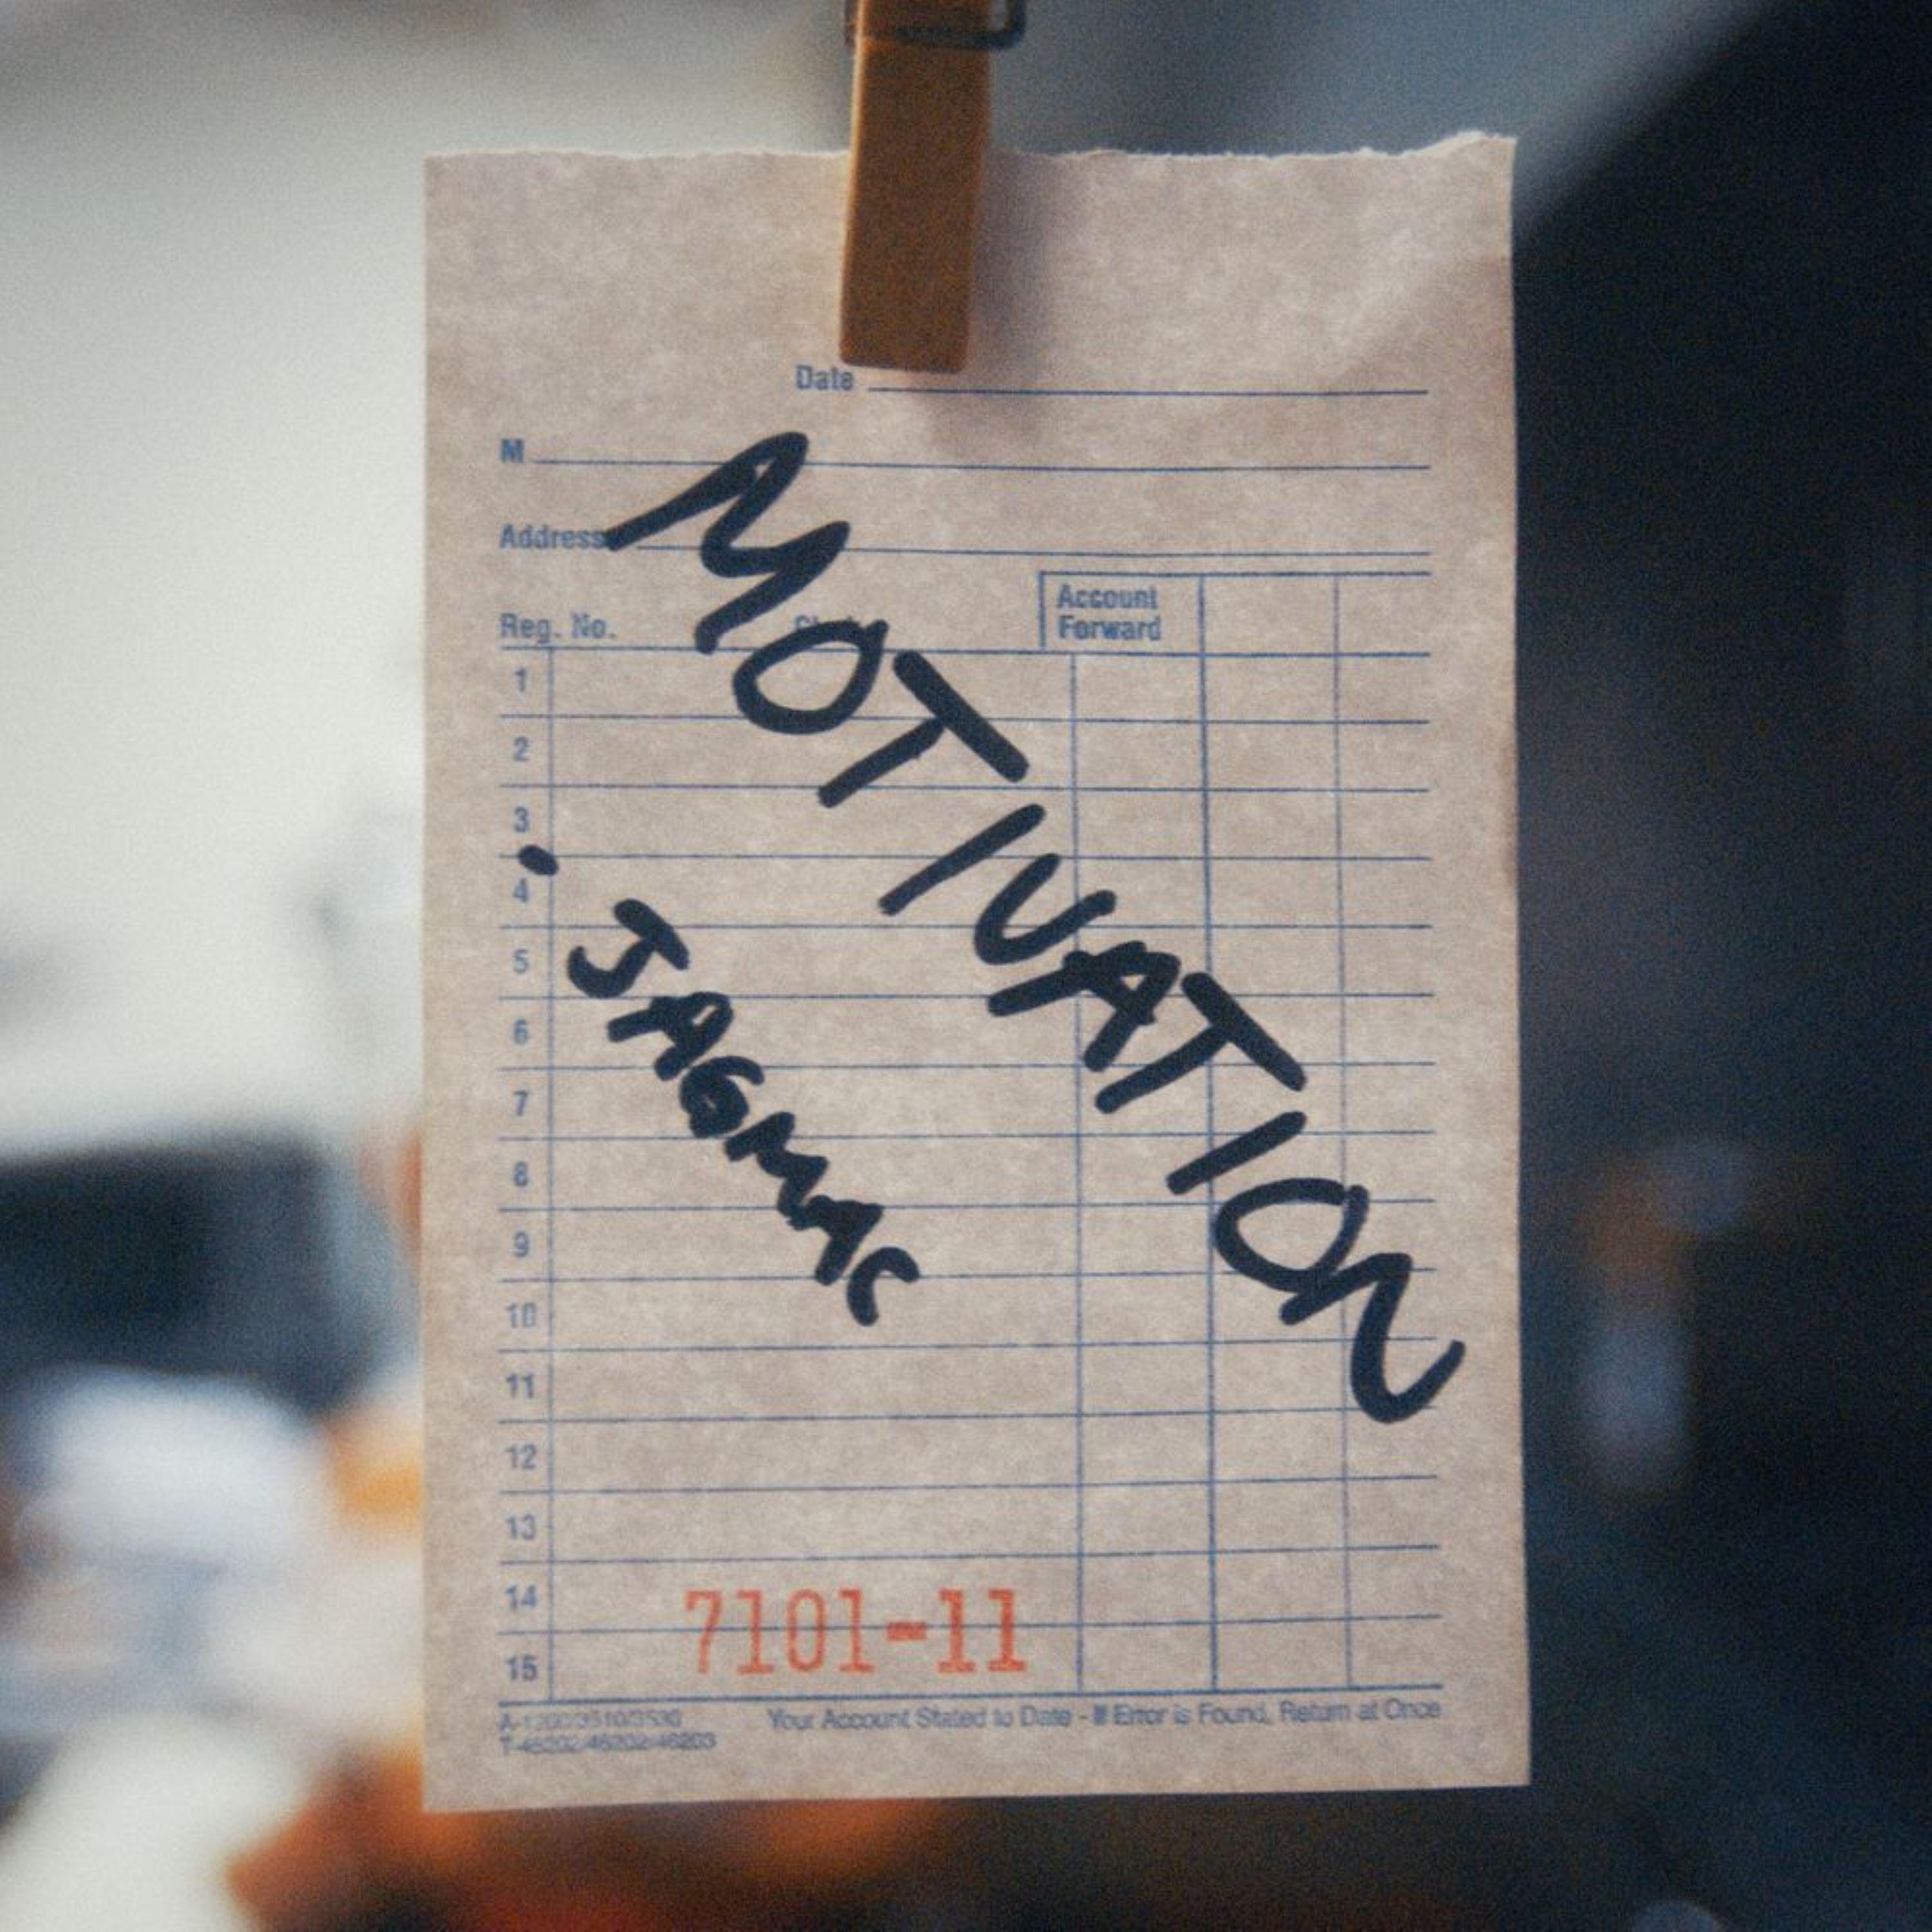 Date
M
Address
Reg. No.
Account
Forward
MOTIVATION
- JAGMAC
1
2
3
4
5
6
7
8
9
10
11
12
13
14
15
7101-11
Your Account Stated to Date - If Error is Found, Return at Once